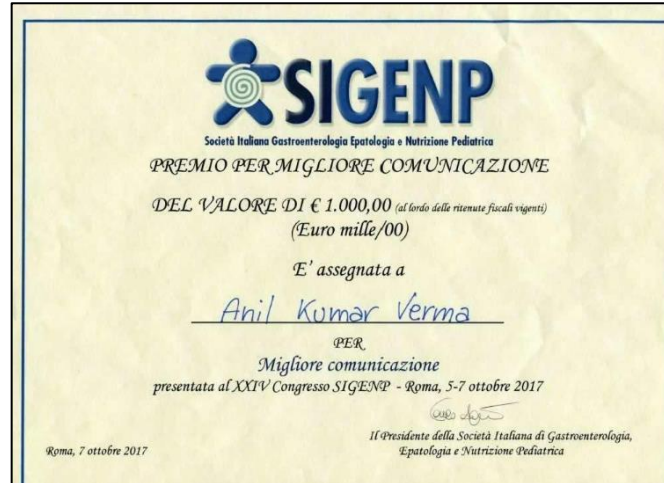 SIGENP
Società Italiana Gastroenterologia Epatologia e Nutrizione Pediatrica
PREMIO PER MIGLIORE COMUNICAZIONE
DEL VALORE DI € 1.000,00 (al lordo delle ritenute fiscali vigenti)
(Euro mille/00)
E' assegnata a
Anil Kumar Verma
PER
Migliore comunicazione
presentata al XXIV Congresso SIGENP - Roma, 5-7 ottobre 2017
Il Presidente della Società Italiana di Gastroenterologia,
Roma, 7 ottobre 2017 Epatologia e Nutrizione Pediatrica